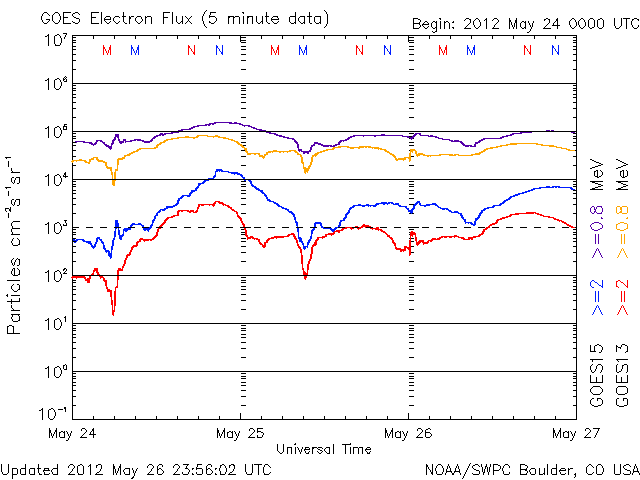 GOES Electron Flux (5 minute data)
Begin: 2012 May 24 0000 UTC
10⁷
M M N N M M N N M M N N
10⁶
10⁵
10⁴
10³
10²
10¹
10⁰
10⁻¹
Particles cm⁻²s⁻¹sr⁻¹
May 24 May 25 May 26 May 27
Universal Time
GOES15 >=2 >=0.8 MeV
GOES13 >=2 >=0.8 MeV
Updated 2012 May 26 23:56:02 UTC
NOAA/SWPC Boulder, CO USA